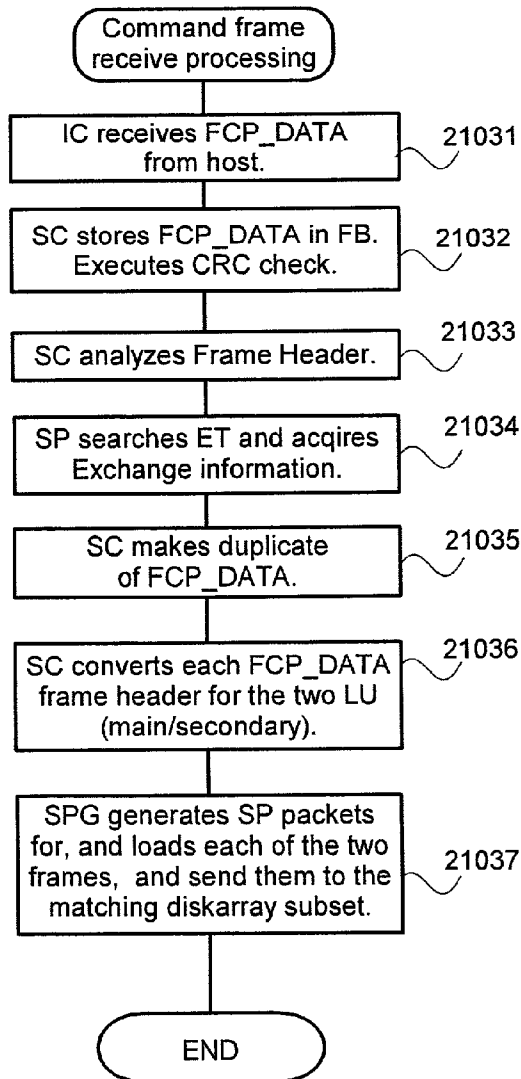 Command frame
receive processing
IC receives FCP_DATA
from host.
21031
SC stores FCP_DATA in FB.
Executes CRC check.
21032
SC analyzes Frame Header.
21033
SP searches ET and acqires
Exchange information.
21034
SC makes duplicate
of FCP_DATA.
21035
SC converts each FCP_DATA
frame header for the two LU
(main/secondary).
21036
SPG generates SP packets
for, and loads each of the two
frames, and send them to the
matching diskarray subset.
21037
END